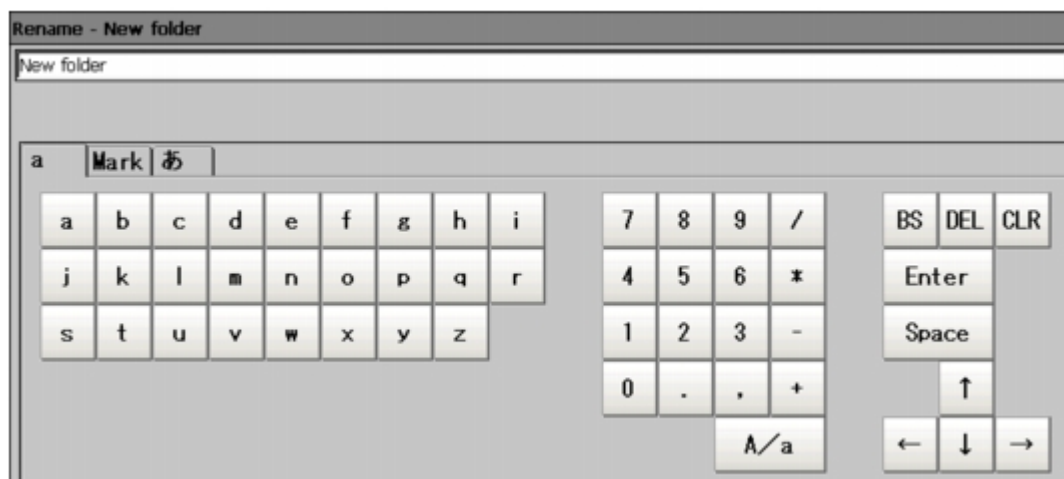 Rename - New folder
New folder
a Mark あ
a b c d e f g h i 7 8 9 / BS DEL CLR
j k l m n o p q r 4 5 6 * Enter
s t u v w x y z 1 2 3 - Space
0 . , + ↑
A/a ← ↓ →